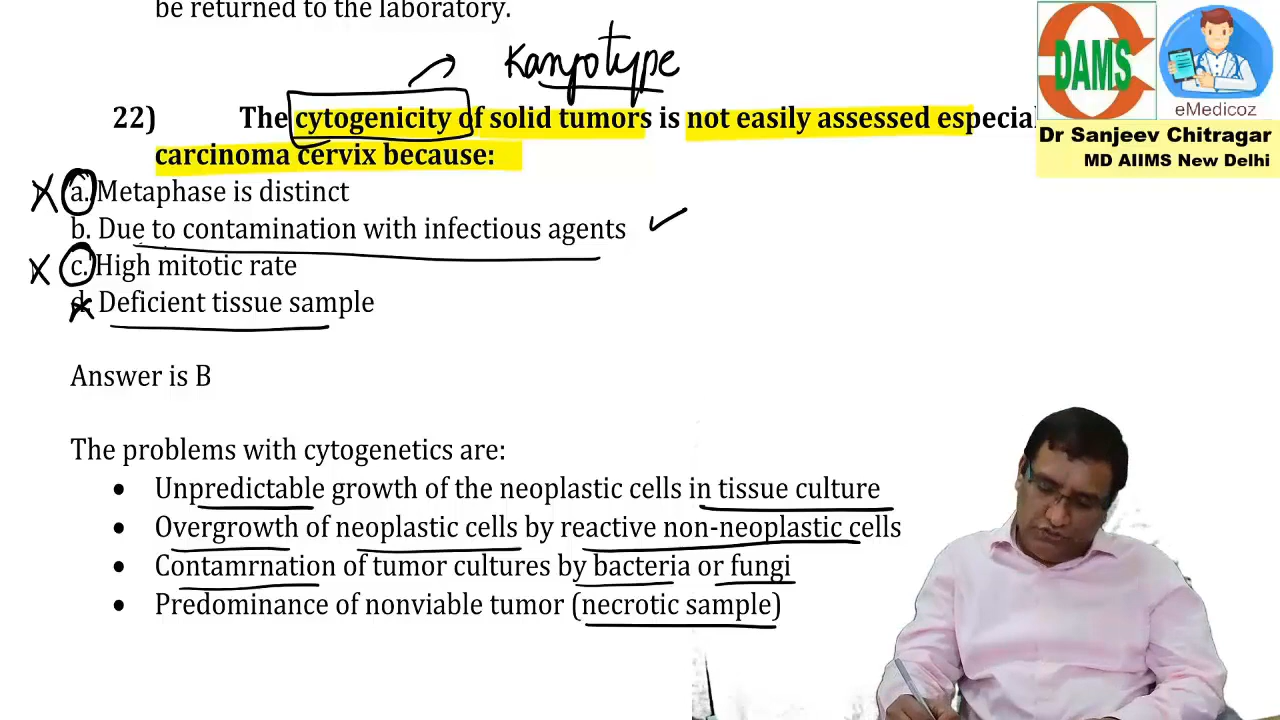 be returned to the laboratory.
Karyotype
22) The cytogenicity of solid tumors is not easily assessed especial
carcinoma cervix because:
a. Metaphase is distinct
b. Due to contamination with infectious agents
c. High mitotic rate
d. Deficient tissue sample
Answer is B
The problems with cytogenetics are:
• Unpredictable growth of the neoplastic cells in tissue culture
• Overgrowth of neoplastic cells by reactive non-neoplastic cells
• Contamrnation of tumor cultures by bacteria or fungi
• Predominance of nonviable tumor (necrotic sample)
DAMS
eMedicoz
Dr Sanjeev Chitragar
MD AIIMS New Delhi